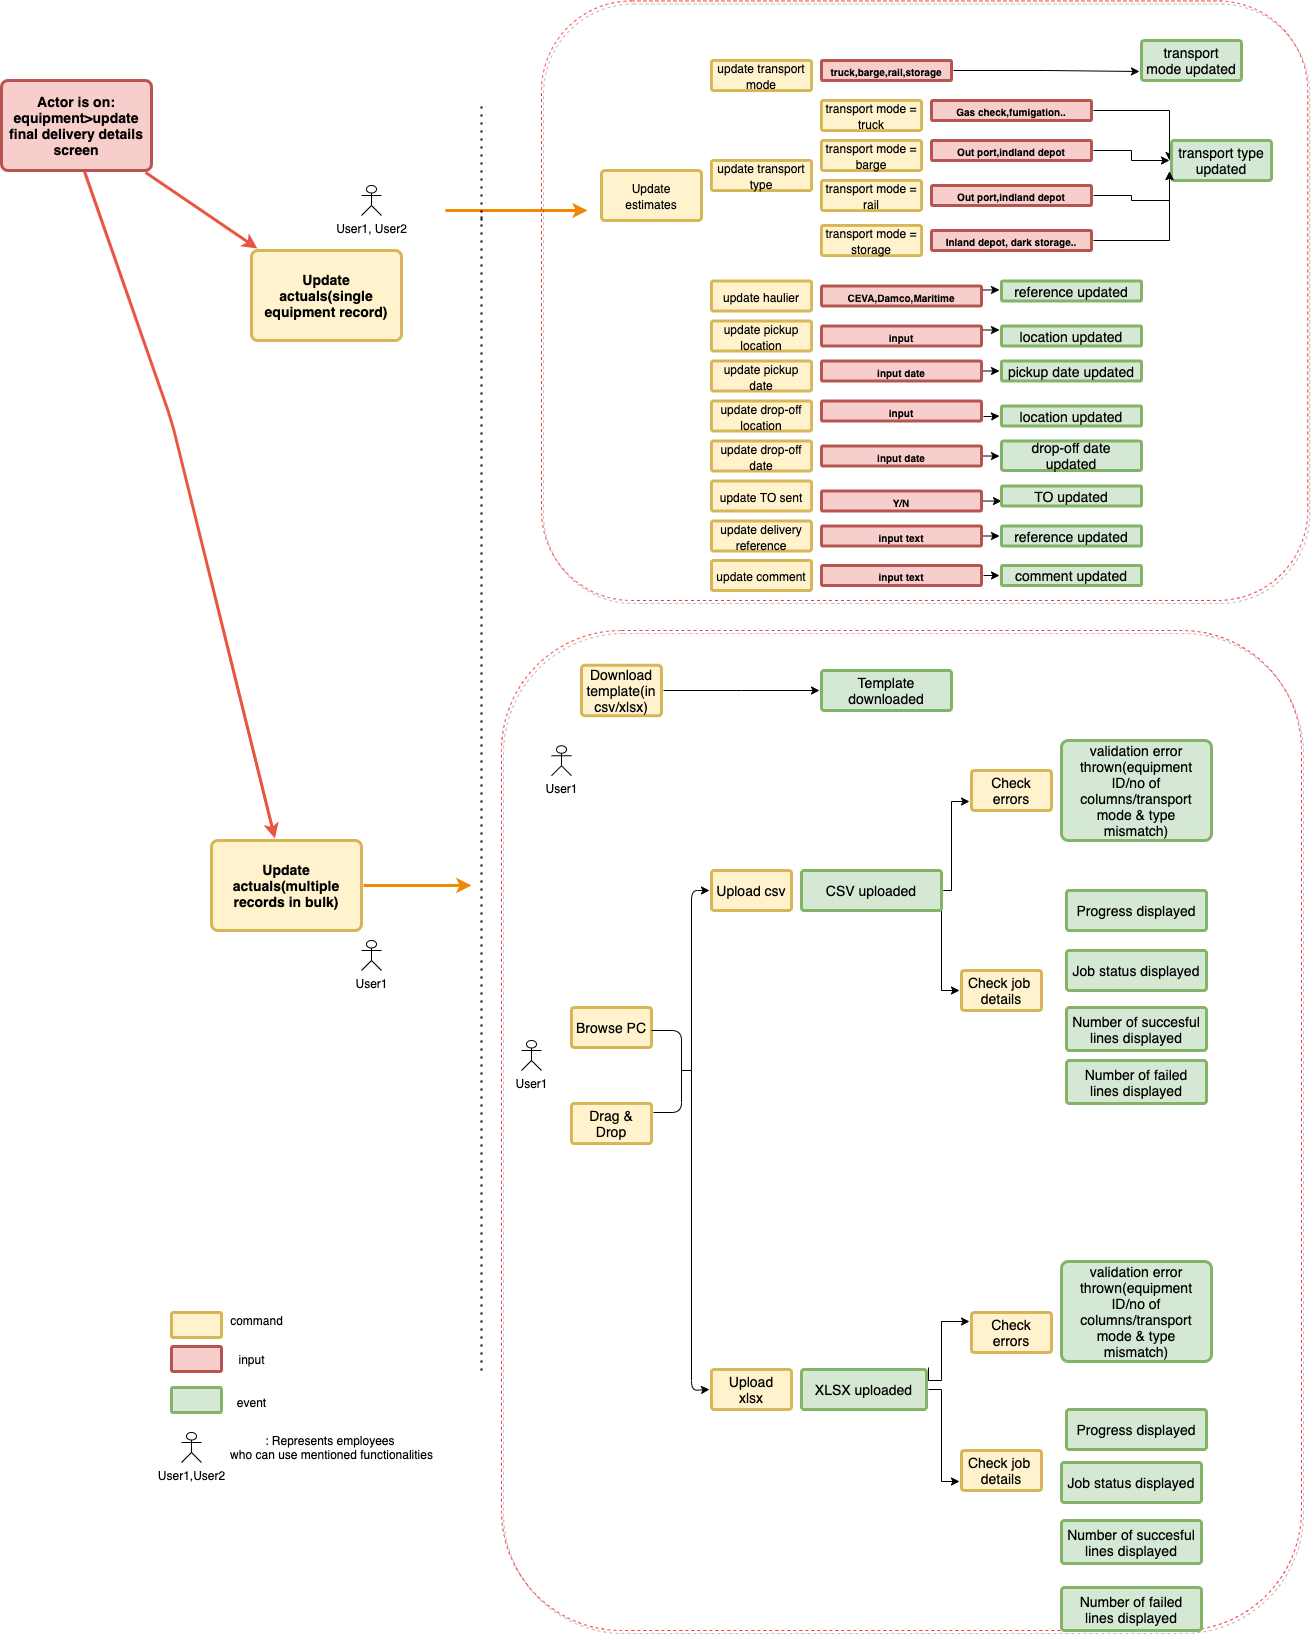 Actor is on:
equipment>update
final delivery details
screen
User1, User2
Update
actuals(single
equipment record)
Update
estimates
update transport
mode
truck,barge,rail,storage
transport
mode updated
update transport
type
transport mode =
truck
Gas check,fumigation..
transport mode =
barge
Out port,indland depot
transport mode =
rail
Out port,indland depot
transport mode =
storage
Inland depot, dark storage..
transport type
updated
update haulier
CEVA,Damco,Maritime
reference updated
update pickup
location
input
location updated
update pickup
date
input date
pickup date updated
update drop-off
location
input
location updated
update drop-off
date
input date
drop-off date
updated
update TO sent
Y/N
TO updated
update delivery
reference
input text
reference updated
update comment
input text
comment updated
Update
actuals(multiple
records in bulk)
User1
Download
template(in
csv/xlsx)
Template
downloaded
User1
User1
Browse PC
Drag &
Drop
Upload csv
CSV uploaded
Check
errors
validation error
thrown(equipment
ID/no of
columns/transport
mode & type
mismatch)
Check job
details
Progress displayed
Job status displayed
Number of succesful
lines displayed
Number of failed
lines displayed
Upload
xlsx
XLSX uploaded
Check
errors
validation error
thrown(equipment
ID/no of
columns/transport
mode & type
mismatch)
Check job
details
Progress displayed
Job status displayed
Number of succesful
lines displayed
Number of failed
lines displayed
command
input
event
User1,User2
: Represents employees
who can use mentioned functionalities